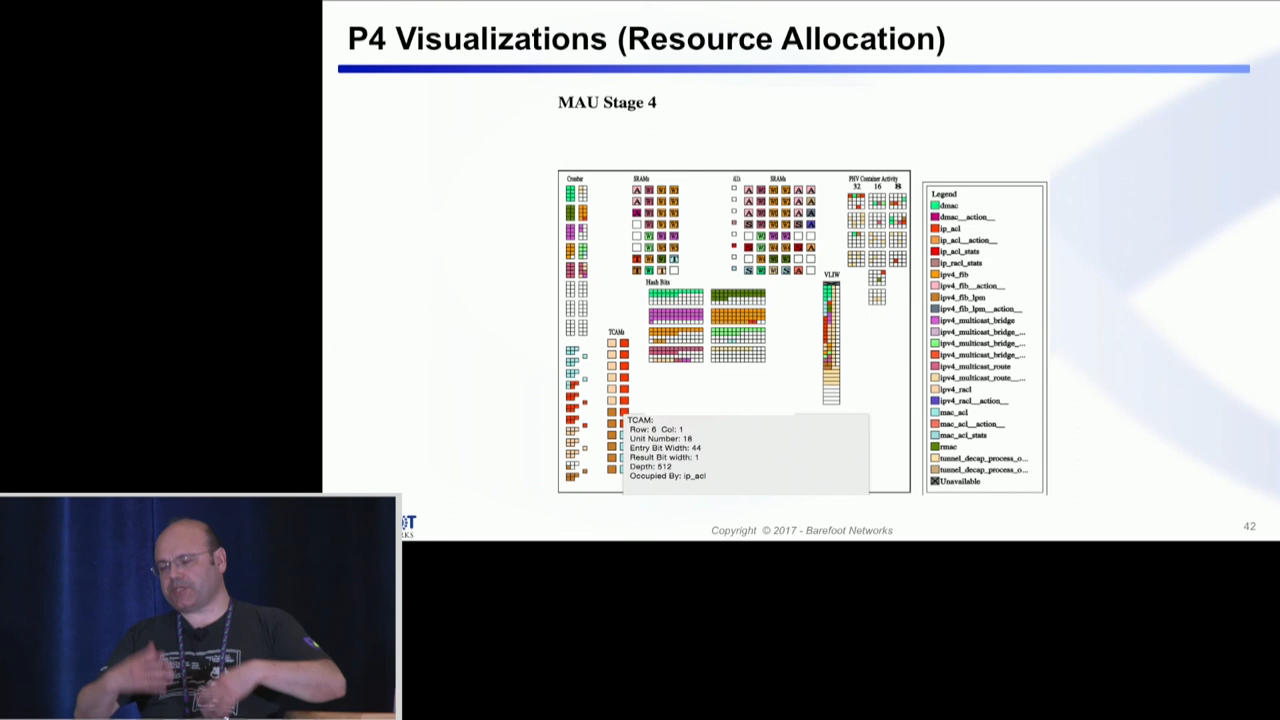 P4 Visualizations (Resource Allocation)
MAU Stage 4
Crossbar
SRAMs
SRAMs
PHV Container Activity
32 16 8
Hash Bits
VLIW
TCAMs
TCAM:
Row: 6 Col: 1
Unit Number: 18
Entry Bit Width: 44
Result Bit width: 1
Depth: 512
Occupied By: ip_acl
Legend
dmac
dmac__action__
ip_acl
ip_acl__action__
ip_acl_stats
ip_racl_stats
ipv4_fib
ipv4_fib__action__
ipv4_fib_lpm
ipv4_fib_lpm__action__
ipv4_multicast_bridge
ipv4_multicast_bridge_...
ipv4_multicast_bridge_...
ipv4_multicast_bridge_...
ipv4_multicast_route
ipv4_multicast_route__...
ipv4_racl
ipv4_racl__action__
mac_acl
mac_acl__action__
mac_acl_stats
rmac
tunnel_decap_process_o...
tunnel_decap_process_o...
Unavailable
Copyright © 2017 - Barefoot Networks
42